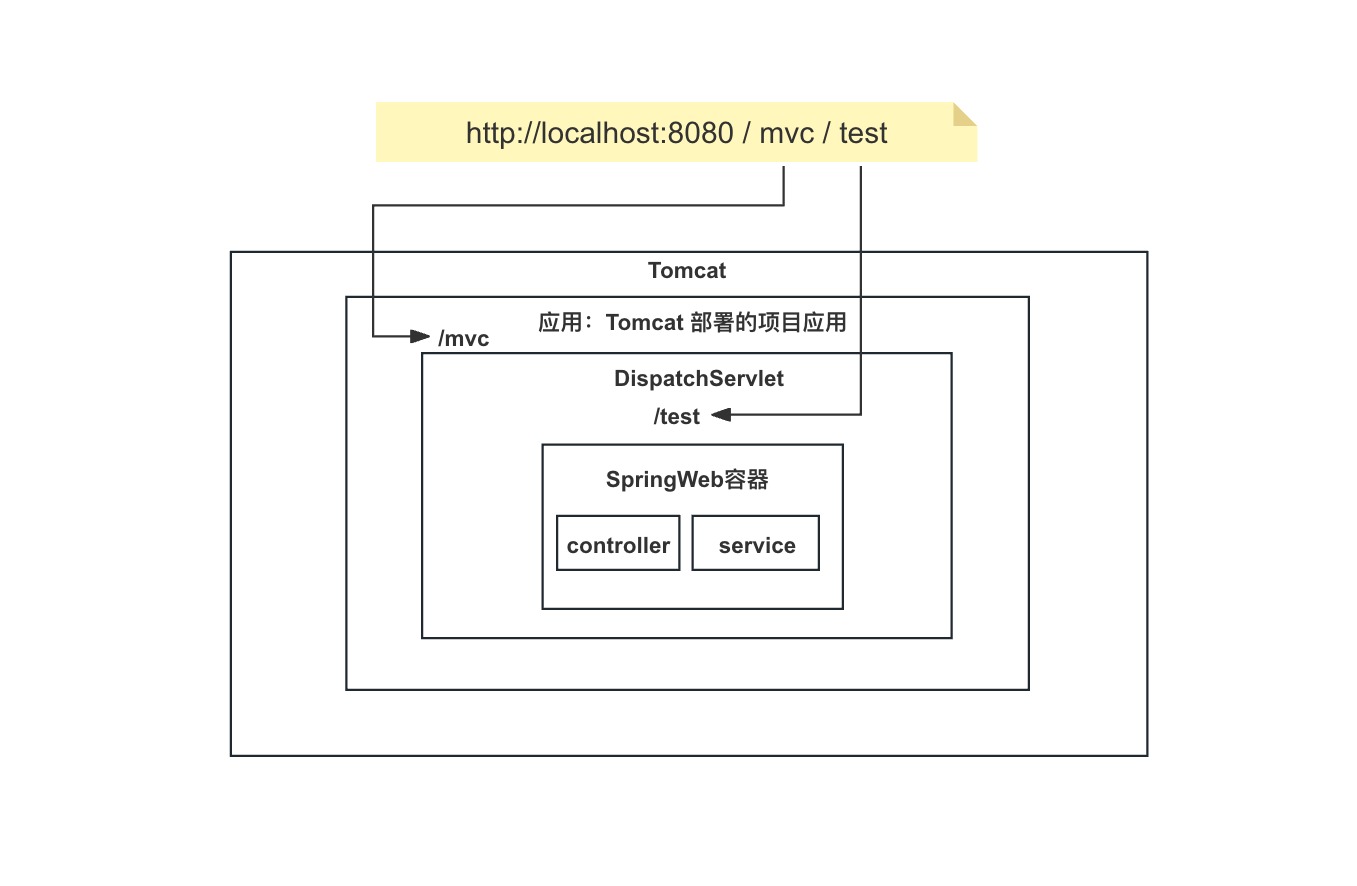 http://localhost:8080 / mvc / test
Tomcat
应用：Tomcat 部署的项目应用
/mvc
DispatchServlet
/test
SpringWeb容器
controller
service